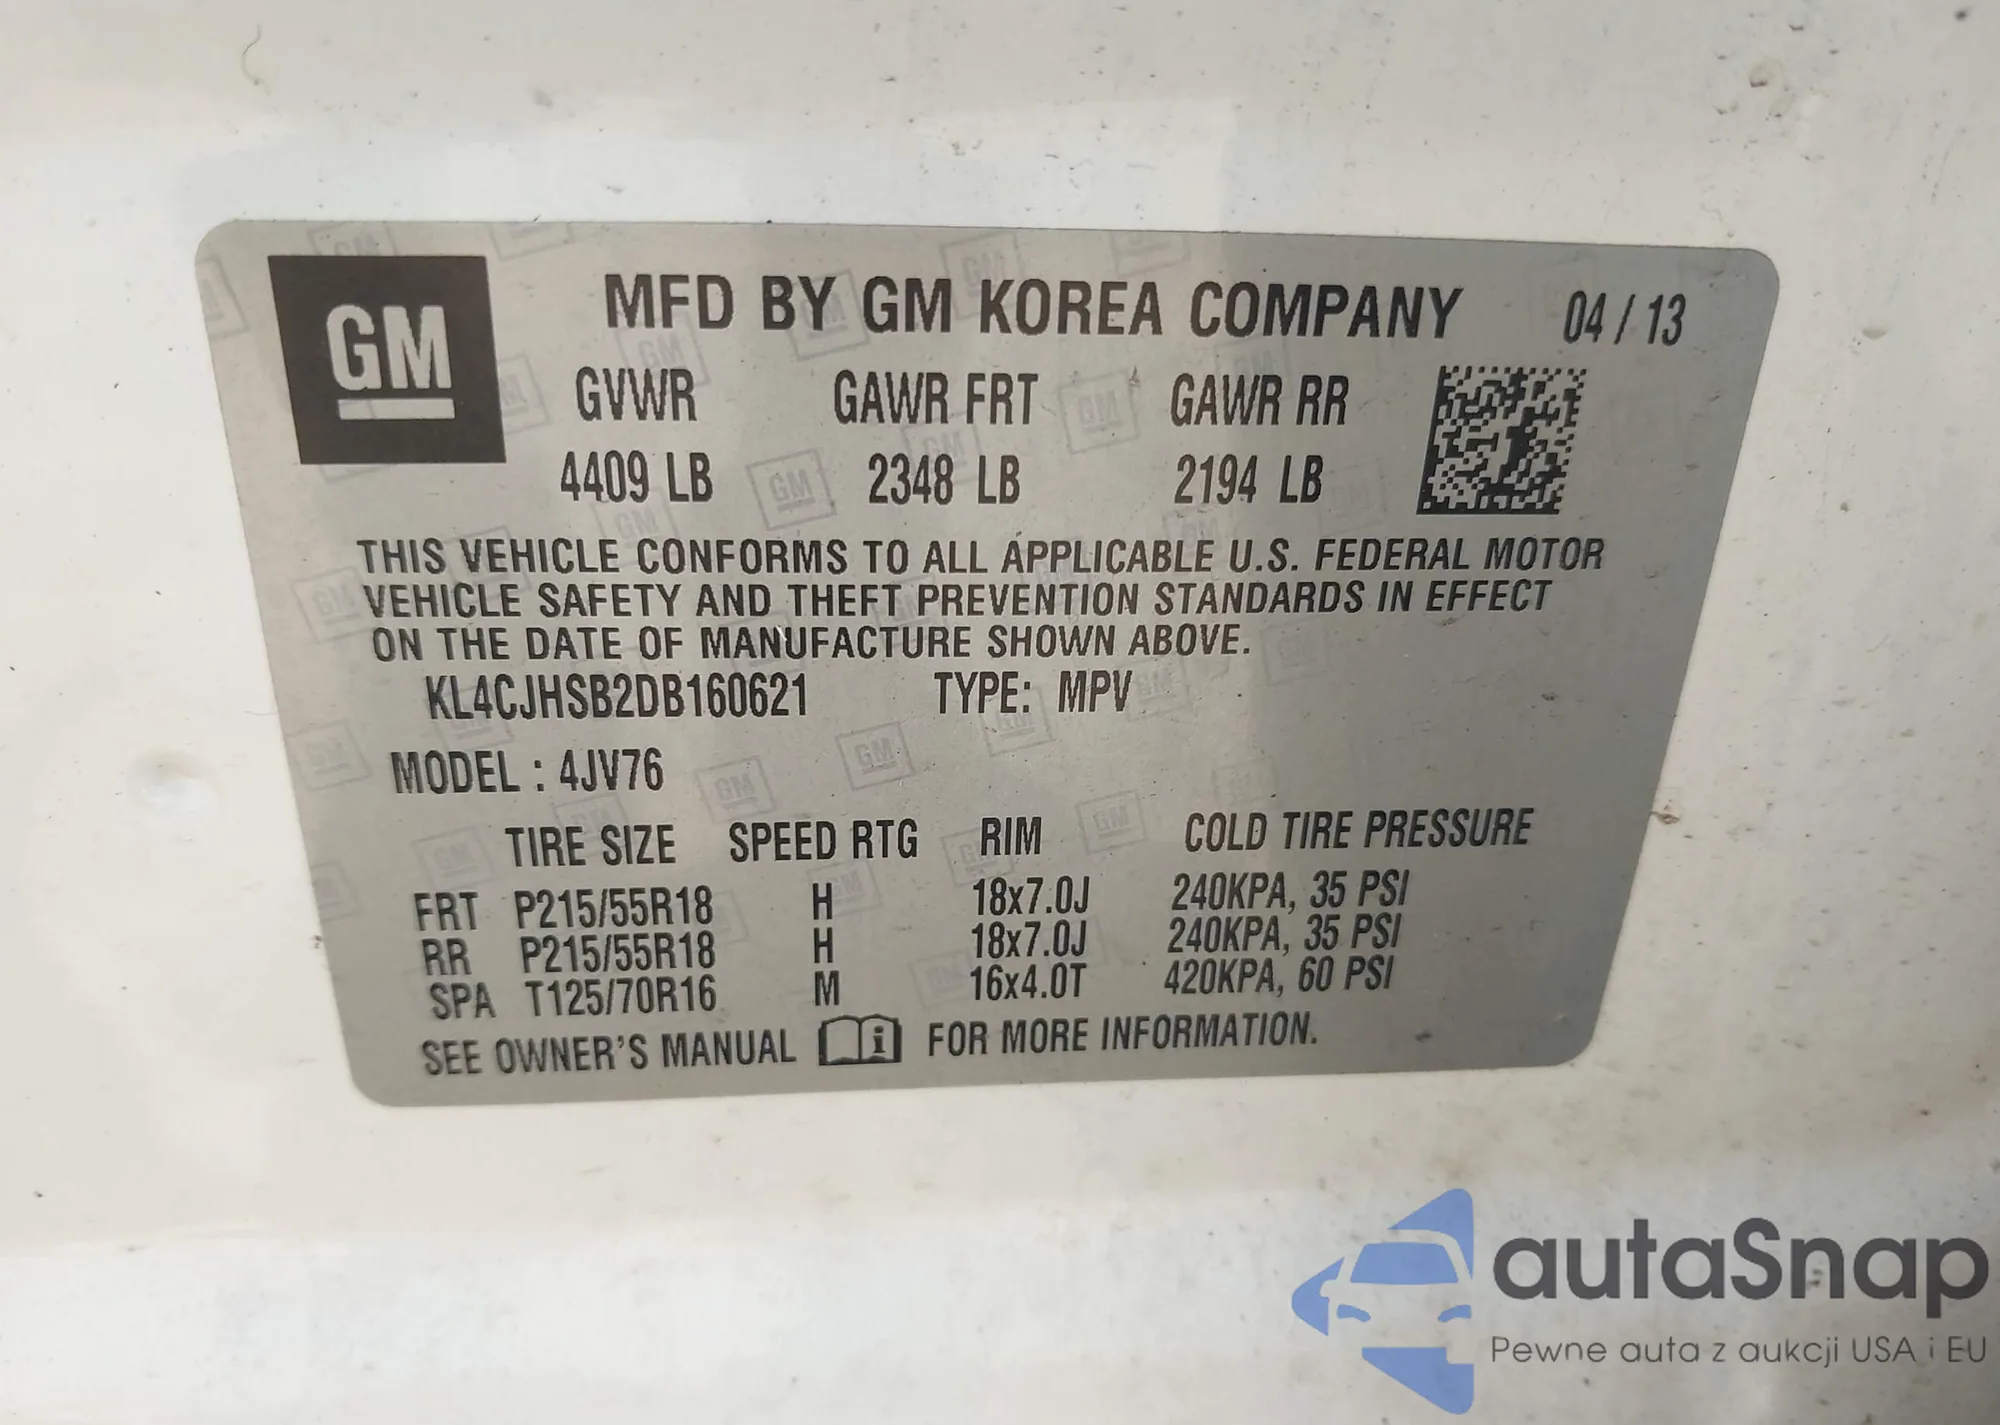 GM
MFD BY GM KOREA COMPANY 04 / 13
GVWR GAWR FRT GAWR RR
4409 LB 2348 LB 2194 LB
THIS VEHICLE CONFORMS TO ALL APPLICABLE U.S. FEDERAL MOTOR
VEHICLE SAFETY AND THEFT PREVENTION STANDARDS IN EFFECT
ON THE DATE OF MANUFACTURE SHOWN ABOVE.
KL4CJHSB2DB160621 TYPE: MPV
MODEL : 4JV76
TIRE SIZE SPEED RTG RIM COLD TIRE PRESSURE
FRT P215/55R18 H 18x7.0J 240KPA, 35 PSI
RR P215/55R18 H 18x7.0J 240KPA, 35 PSI
SPA T125/70R16 M 16x4.0T 420KPA, 60 PSI
SEE OWNER'S MANUAL i FOR MORE INFORMATION.
autaSnap
Pewne auta z aukcji USA i EU